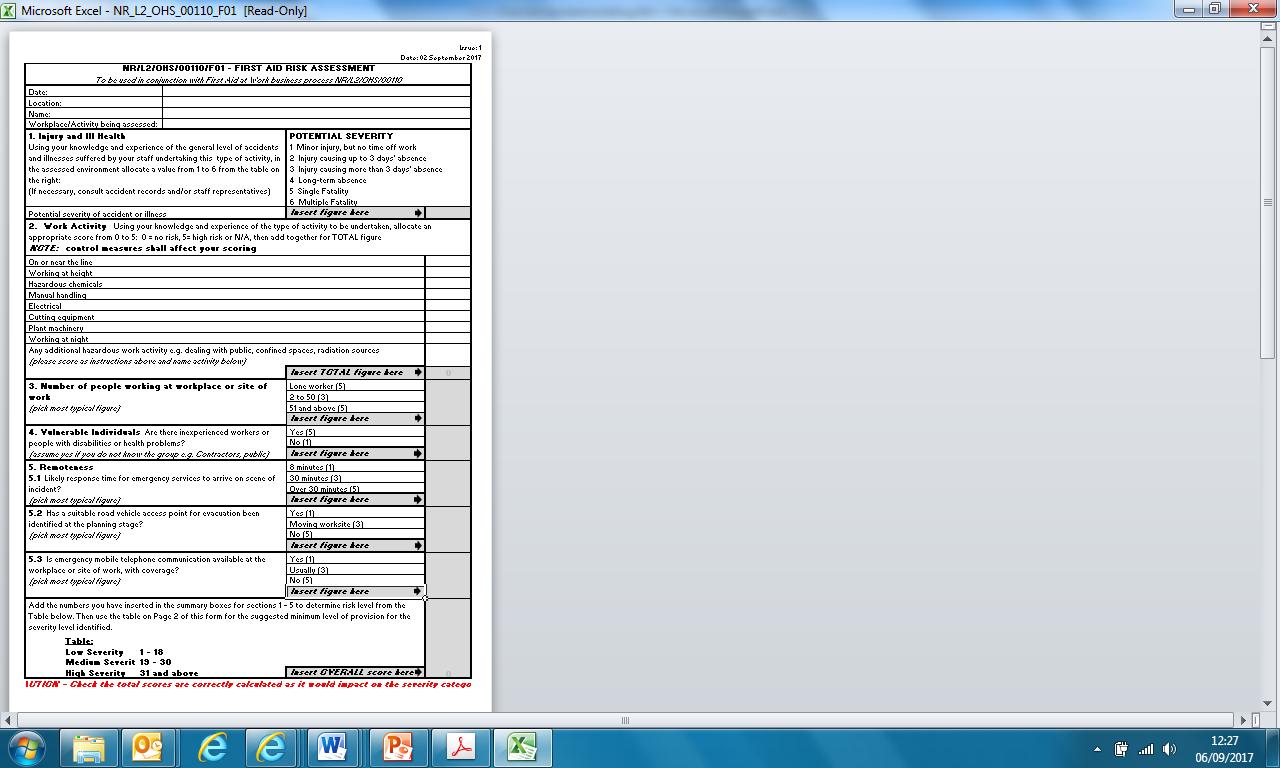 Microsoft Excel - NR_L2_OHS_00110_F01 [Read-Only]
Issue: 1
Date: 02 September 2017
NR/L2/OHS/00110/F01 - FIRST AID RISK ASSESSMENT
To be used in conjunction with First Aid at Work business process NR/L2/OHS/00110
Date:
Location:
Name:
Workplace/Activity being assessed:
1. Injury and Ill Health
Using your knowledge and experience of the general level of accidents
and illnesses suffered by your staff undertaking this type of activity, in
the assessed environment allocate a value from 1 to 6 from the table on
the right:
(If necessary, consult accident records and/or staff representatives)
POTENTIAL SEVERITY
1 Minor injury, but no time off work
2 Injury causing up to 3 days' absence
3 Injury causing more than 3 days' absence
4 Long-term absence
5 Single Fatality
6 Multiple Fatality
Potential severity of accident or illness
Insert figure here
2. Work Activity Using your knowledge and experience of the type of activity to be undertaken, allocate an
appropriate score from 0 to 5: 0 = no risk, 5= high risk or N/A, then add together for TOTAL figure
NOTE: control measures shall affect your scoring
On or near the line
Working at height
Hazardous chemicals
Manual handling
Electrical
Cutting equipment
Plant machinery
Working at night
Any additional hazardous work activity e.g. dealing with public, confined spaces, radiation sources
(please score as instructions above and name activity below)
Insert TOTAL figure here 0
3. Number of people working at workplace or site of
work
(pick most typical figure)
Lone worker (5)
2 to 50 (3)
51 and above (5)
Insert figure here
4. Vulnerable Individuals Are there inexperienced workers or
people with disabilities or health problems?
(assume yes if you do not know the group e.g. Contractors, public)
Yes (5)
No (1)
Insert figure here
5. Remoteness
5.1 Likely response time for emergency services to arrive on scene of
incident?
(pick most typical figure)
8 minutes (1)
30 minutes (3)
Over 30 minutes (5)
Insert figure here
5.2 Has a suitable road vehicle access point for evacuation been
identified at the planning stage?
(pick most typical figure)
Yes (1)
Moving worksite (3)
No (5)
Insert figure here
5.3 Is emergency mobile telephone communication available at the
workplace or site of work, with coverage?
(pick most typical figure)
Yes (1)
Usually (3)
No (5)
Insert figure here
Add the numbers you have inserted in the summary boxes for sections 1 - 5 to determine risk level from the
Table below. Then use the table on Page 2 of this form for the suggested minimum level of provision for the
severity level identified.
Table:
Low Severity 1 - 18
Medium Severit 19 - 30
High Severity 31 and above
Insert OVERALL score here 0
UTION - Check the total scores are correctly calculated as it would impact on the severity catego
12:27
06/09/2017